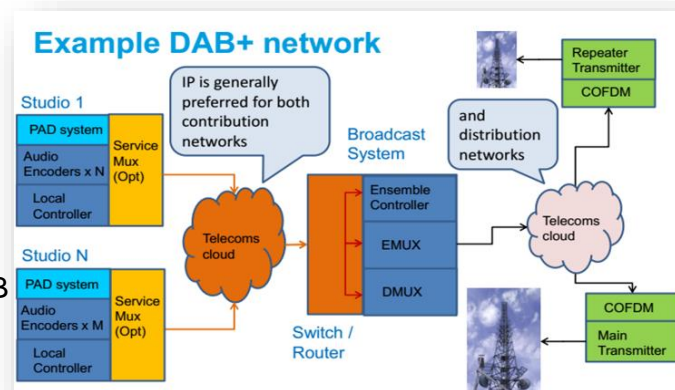 Example DAB+ network
Studio 1
PAD system
Audio
Encoders x N
Local
Controller
Service
Mux
(Opt)
IP is generally
preferred for both
contribution
networks
Telecoms
cloud
Studio N
PAD system
Audio
Encoders x M
Local
Controller
Service
Mux
(Opt)
3
Broadcast
System
Ensemble
Controller
EMUX
DMUX
Switch /
Router
and
distribution
networks
Telecoms
cloud
Repeater
Transmitter
COFDM
COFDM
Main
Transmitter